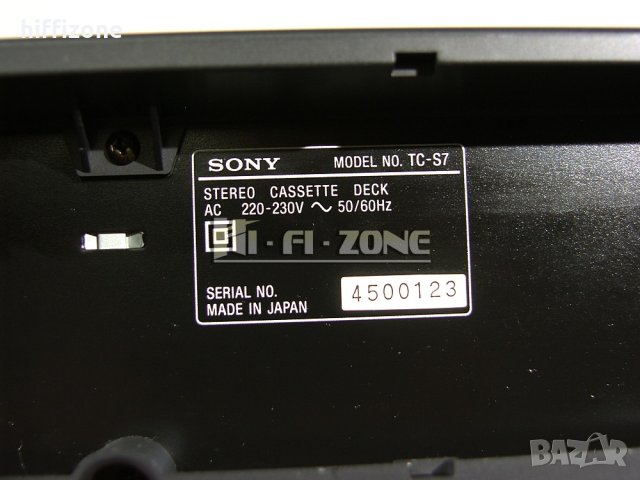 hiffizone
SONY MODEL NO. TC-S7
STEREO CASSETTE DECK
AC 220-230V ~ 50/60Hz
HI-FI-ZONE
SERIAL NO. 4500123
MADE IN JAPAN
BAZAR